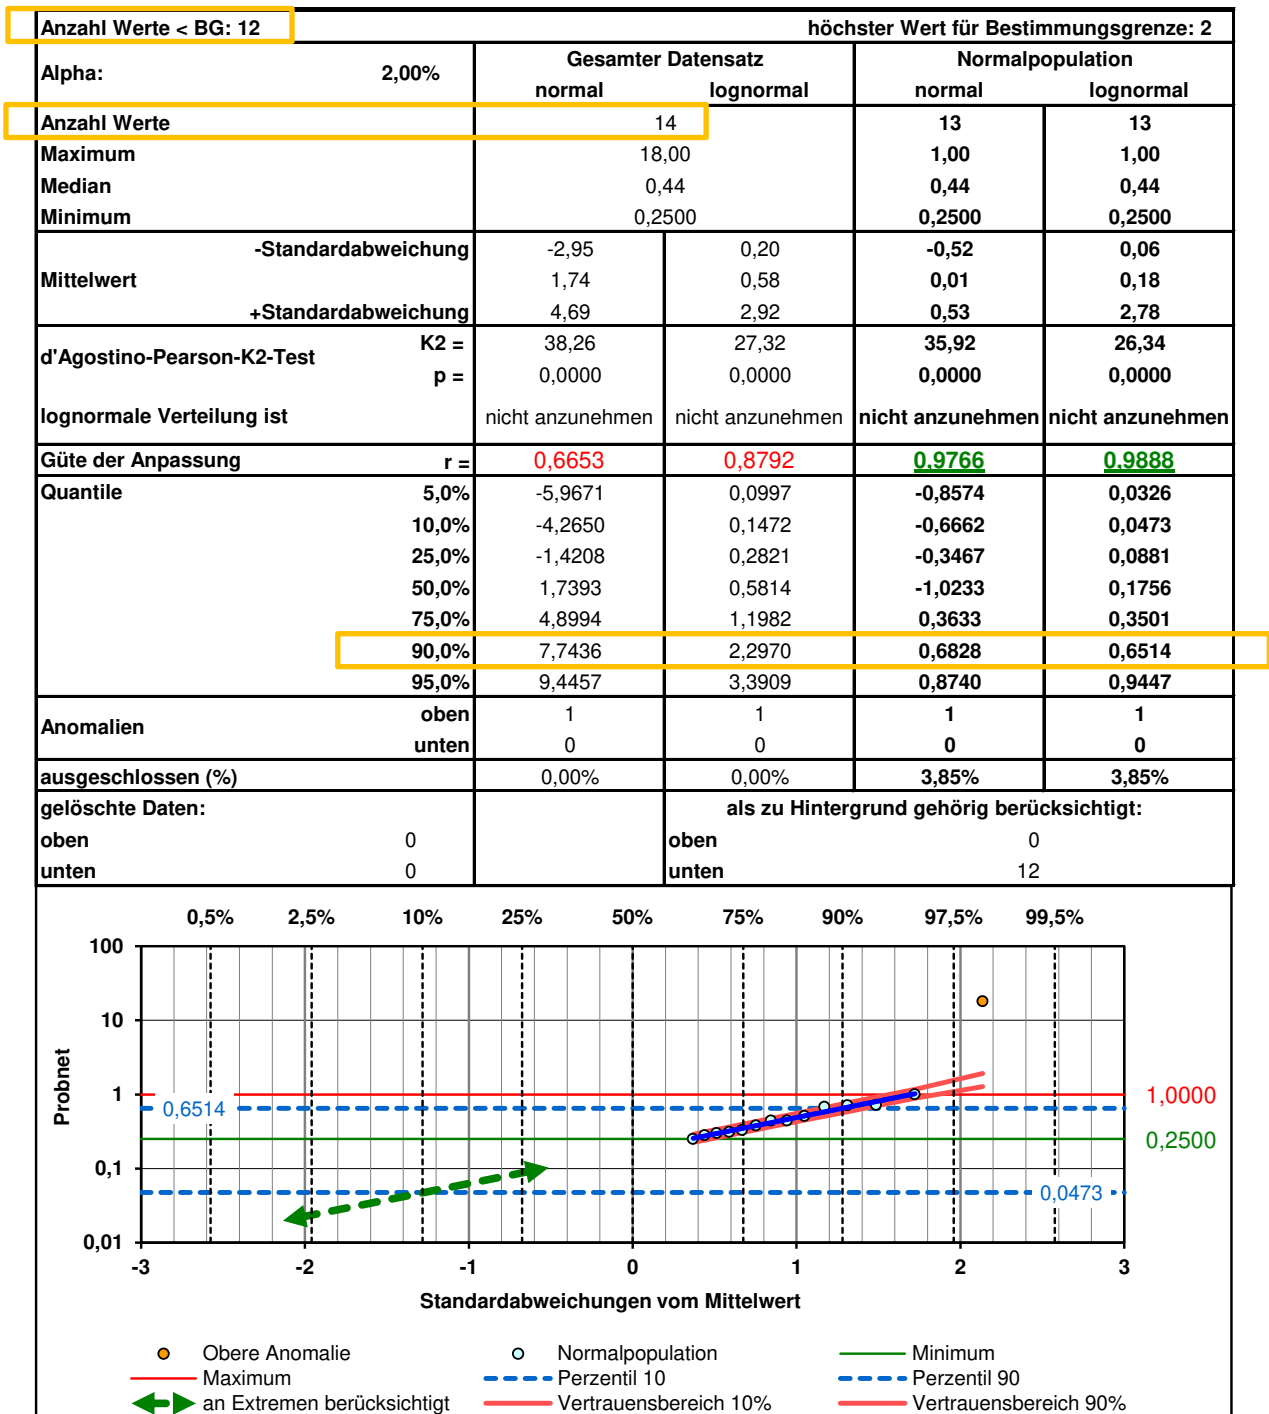 Anzahl Werte < BG: 12 höchster Wert für Bestimmungsgrenze: 2
Alpha: 2,00% Gesamter Datensatz Normalpopulation
normal lognormal normal lognormal
Anzahl Werte 14 13 13
Maximum 18,00 1,00 1,00
Median 0,44 0,44 0,44
Minimum 0,2500 0,2500 0,2500
-Standardabweichung -2,95 0,20 -0,52 0,06
Mittelwert 1,74 0,58 0,01 0,18
+Standardabweichung 4,69 2,92 0,53 2,78
d'Agostino-Pearson-K2-Test K2 = 38,26 27,32 35,92 26,34
p = 0,0000 0,0000 0,0000 0,0000
lognormale Verteilung ist nicht anzunehmen nicht anzunehmen nicht anzunehmen nicht anzunehmen
Güte der Anpassung r = 0,6653 0,8792 0,9766 0,9888
Quantile 5,0% -5,9671 0,0997 -0,8574 0,0326
10,0% -4,2650 0,1472 -0,6662 0,0473
25,0% -1,4208 0,2821 -0,3467 0,0881
50,0% 1,7393 0,5814 -1,0233 0,1756
75,0% 4,8994 1,1982 0,3633 0,3501
90,0% 7,7436 2,2970 0,6828 0,6514
95,0% 9,4457 3,3909 0,8740 0,9447
Anomalien oben 1 1 1 1
unten 0 0 0 0
ausgeschlossen (%) 0,00% 0,00% 3,85% 3,85%
gelöschte Daten: als zu Hintergrund gehörig berücksichtigt:
oben 0 oben 0
unten 0 unten 12
0,5% 2,5% 10% 25% 50% 75% 90% 97,5% 99,5%
100
10
1
0,1
0,01
Probnet
0,6514
1,0000
0,2500
0,0473
-3 -2 -1 0 1 2 3
Standardabweichungen vom Mittelwert
Obere Anomalie Normalpopulation Minimum
Maximum Perzentil 10 Perzentil 90
an Extremen berücksichtigt Vertrauensbereich 10% Vertrauensbereich 90%